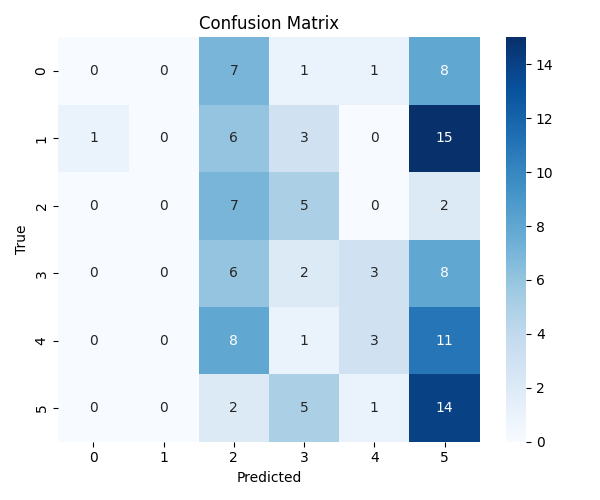 Confusion Matrix
True
0 0 0 7 1 1 8
1 1 0 6 3 0 15
2 0 0 7 5 0 2
3 0 0 6 2 3 8
4 0 0 8 1 3 11
5 0 0 2 5 1 14
0 1 2 3 4 5
Predicted
14
12
10
8
6
4
2
0